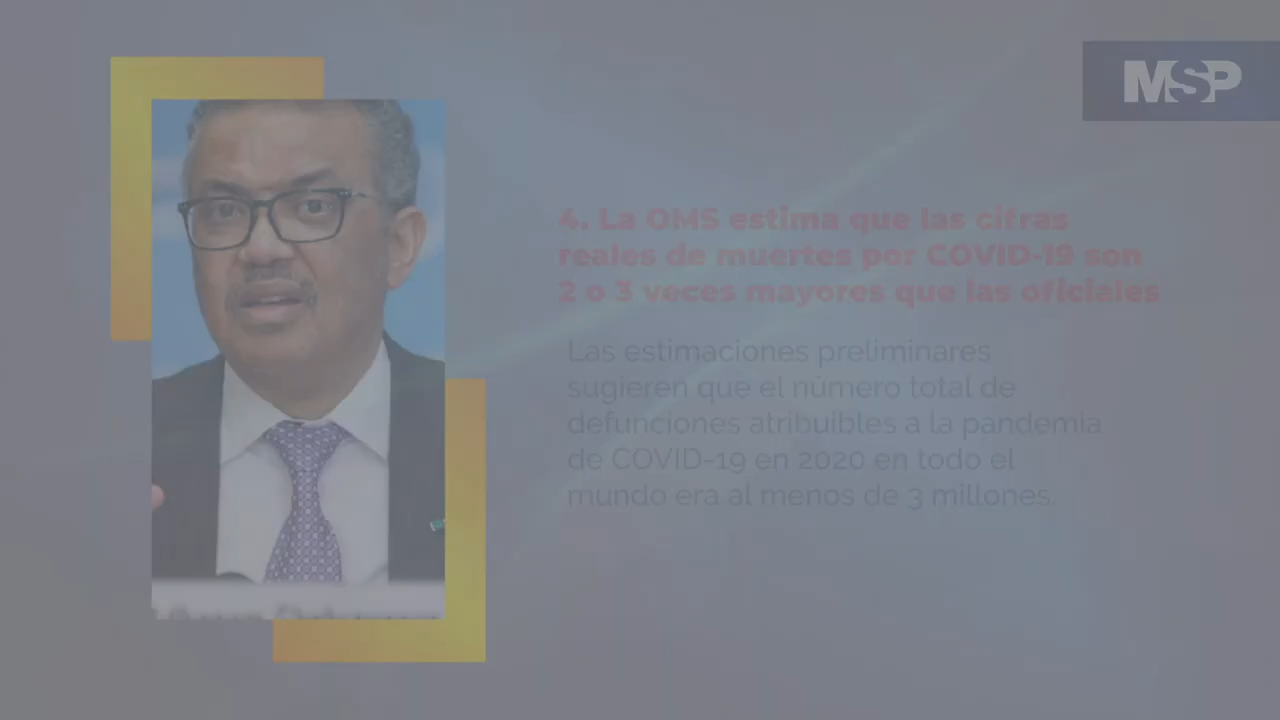 MSP
4. La OMS estima que las cifras
reales de muertes por COVID-19 son
2 o 3 veces mayores que las oficiales
Las estimaciones preliminares
sugieren que el número total de
defunciones atribuibles a la pandemia
de COVID-19 en 2020 en todo el
mundo era al menos de 3 millones.